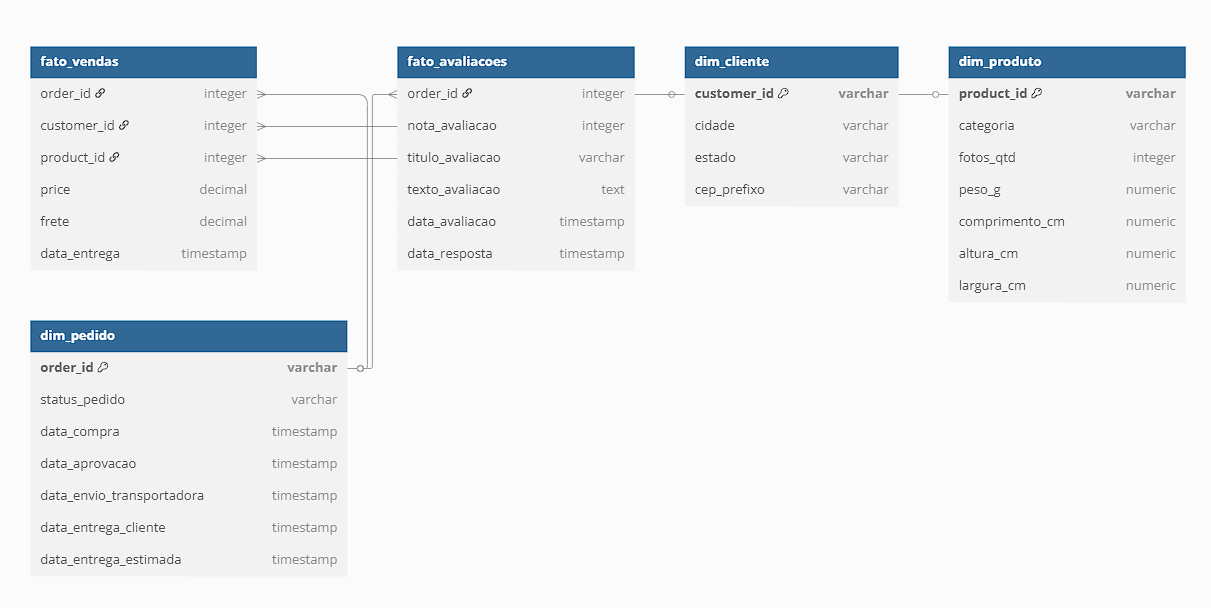 fato_vendas
order_id integer
customer_id integer
product_id integer
price decimal
frete decimal
data_entrega timestamp
fato_avaliacoes
order_id integer
nota_avaliacao integer
titulo_avaliacao varchar
texto_avaliacao text
data_avaliacao timestamp
data_resposta timestamp
dim_cliente
customer_id varchar
cidade varchar
estado varchar
cep_prefixo varchar
dim_produto
product_id varchar
categoria varchar
fotos_qtd integer
peso_g numeric
comprimento_cm numeric
altura_cm numeric
largura_cm numeric
dim_pedido
order_id varchar
status_pedido varchar
data_compra timestamp
data_aprovacao timestamp
data_envio_transportadora timestamp
data_entrega_cliente timestamp
data_entrega_estimada timestamp